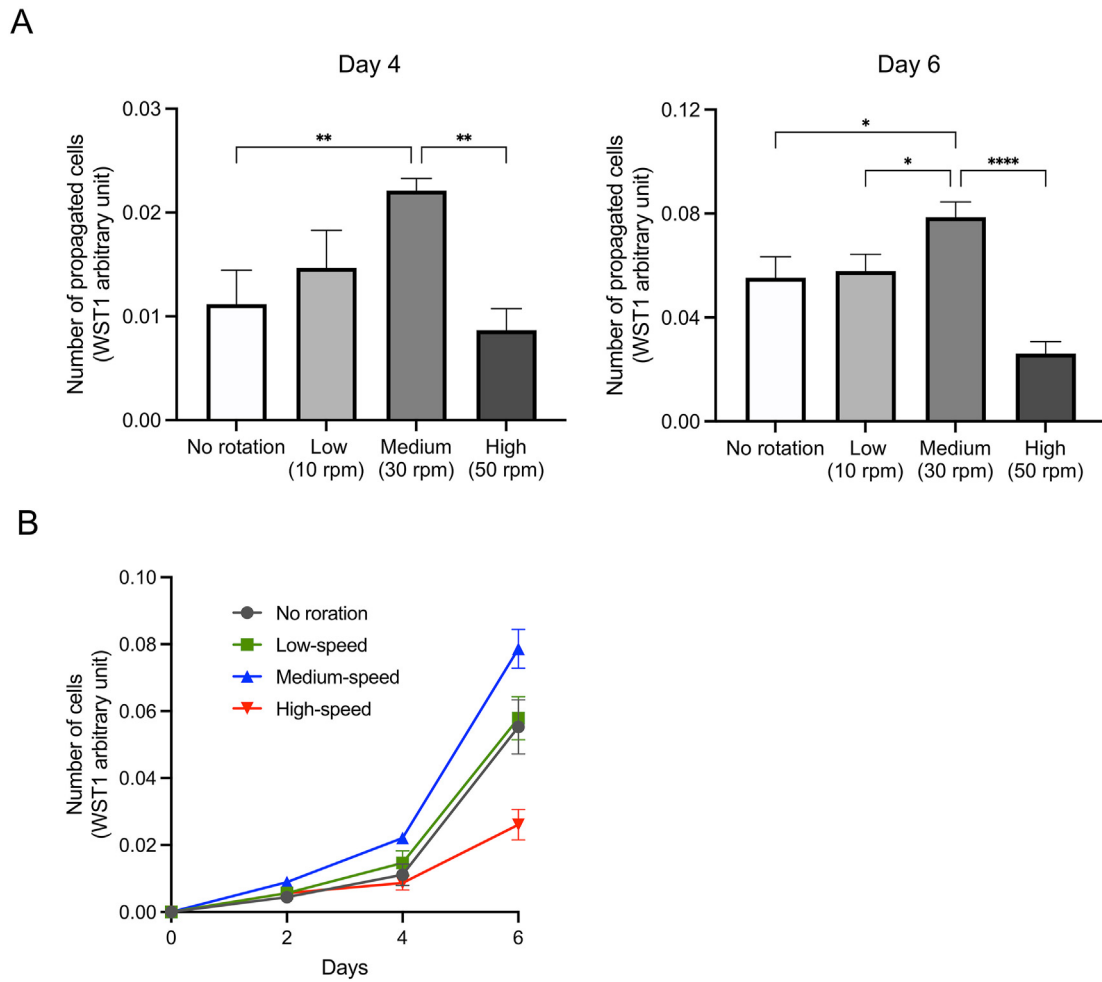 A
Day 4
Number of propagated cells
(WST1 arbitrary unit)
0.03
0.02
0.01
0.00
**
**
No rotation
Low
(10 rpm)
Medium
(30 rpm)
High
(50 rpm)
Day 6
Number of propagated cells
(WST1 arbitrary unit)
0.12
0.08
0.04
0.00
*
*
****
No rotation
Low
(10 rpm)
Medium
(30 rpm)
High
(50 rpm)
B
Number of cells
(WST1 arbitrary unit)
0.10
0.08
0.06
0.04
0.02
0.00
No roration
Low-speed
Medium-speed
High-speed
0
2
4
6
Days